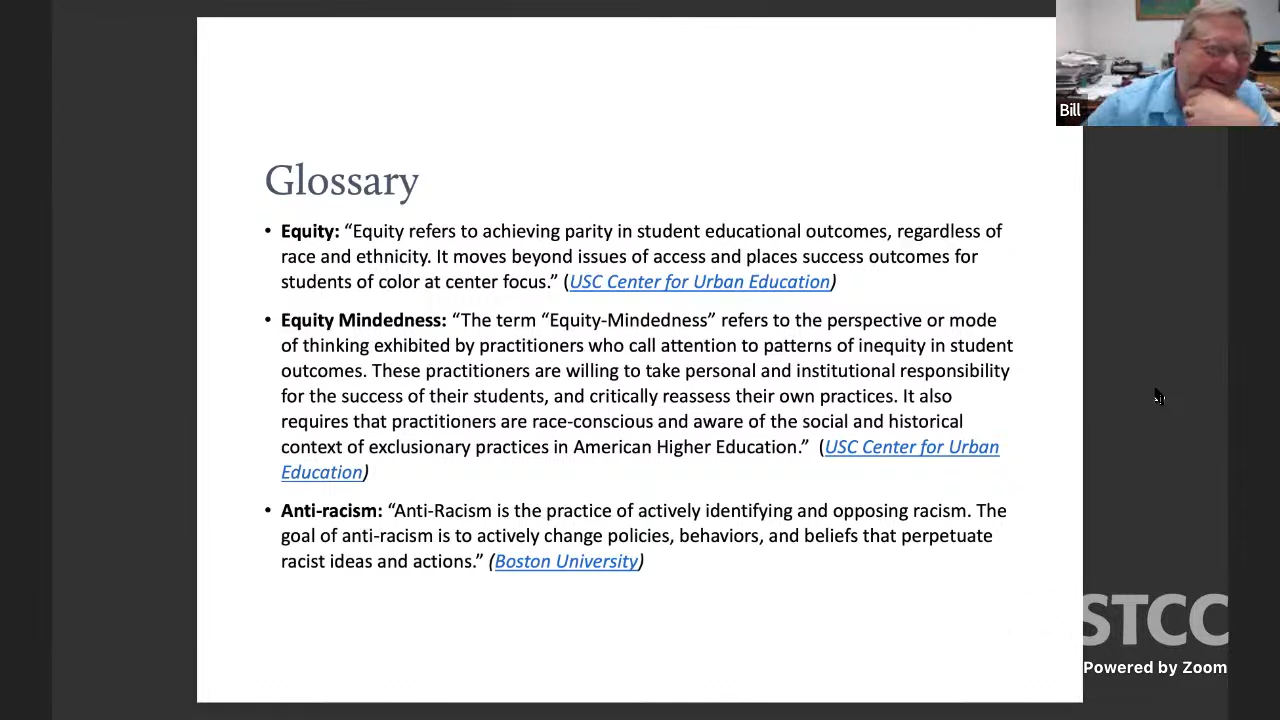 Bill
Glossary
• Equity: “Equity refers to achieving parity in student educational outcomes, regardless of
race and ethnicity. It moves beyond issues of access and places success outcomes for
students of color at center focus.” (USC Center for Urban Education)
• Equity Mindedness: “The term “Equity-Mindedness” refers to the perspective or mode
of thinking exhibited by practitioners who call attention to patterns of inequity in student
outcomes. These practitioners are willing to take personal and institutional responsibility
for the success of their students, and critically reassess their own practices. It also
requires that practitioners are race-conscious and aware of the social and historical
context of exclusionary practices in American Higher Education.”  (USC Center for Urban
Education)
• Anti-racism: “Anti-Racism is the practice of actively identifying and opposing racism. The
goal of anti-racism is to actively change policies, behaviors, and beliefs that perpetuate
racist ideas and actions.” (Boston University)
STCC
Powered by Zoom